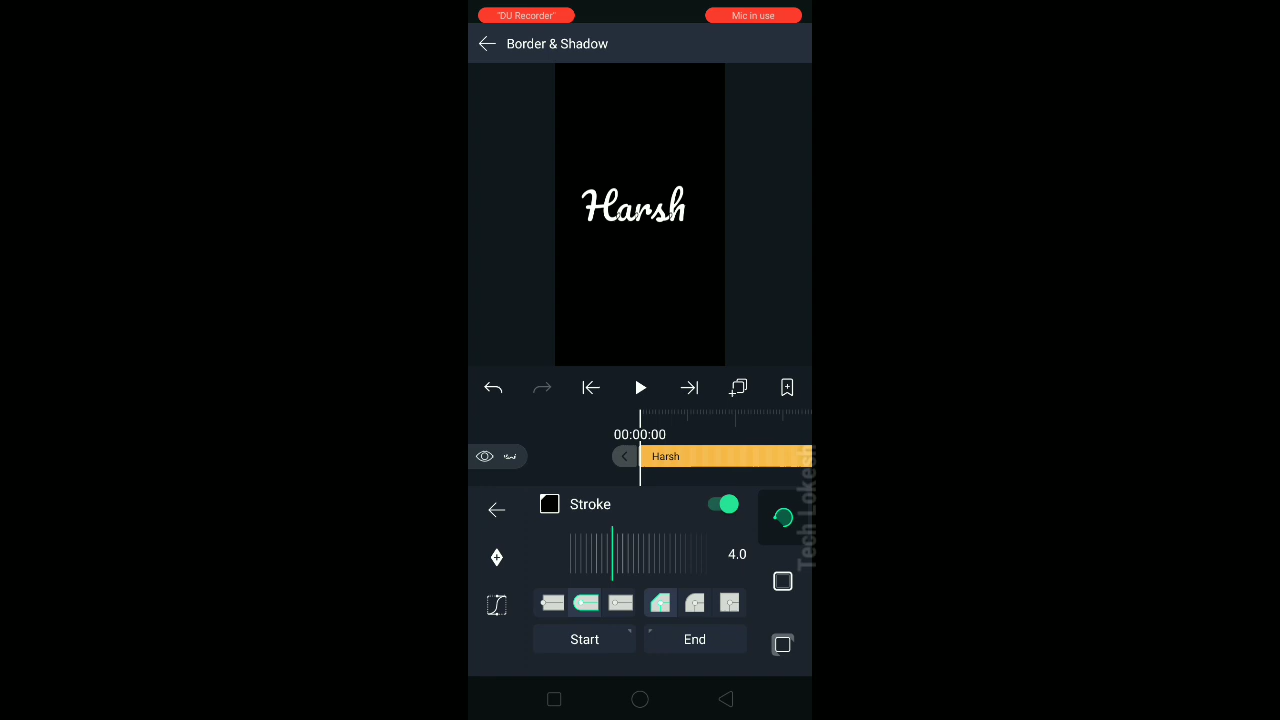 "DU Recorder"
Mic in use
Border & Shadow
Harsh
00:00:00
Harsh
Stroke
4.0
Start
End
Tech Lokesh